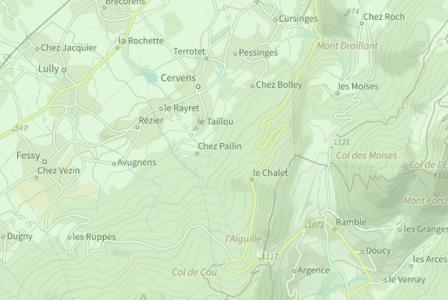 Brécorens
Cursinges
874
Chez Roch
la Rochette
Chez Jacquier
Mont Draillant
Terrotet
Pessinges
Lully
Cervens
Chez Bolley
les Moises
le Rayret
Rézier
le Taillou
547
1121
Chez Pallin
Fessy
Avugnens
Col des Moises
Chez Vezin
le Chalet
Mont Forch
1072
Ramble
les Granges
Dugny
les Ruppes
l'Aiguille
Doucy
1117
les Arces
Col de Cou
Argence
le Vernay